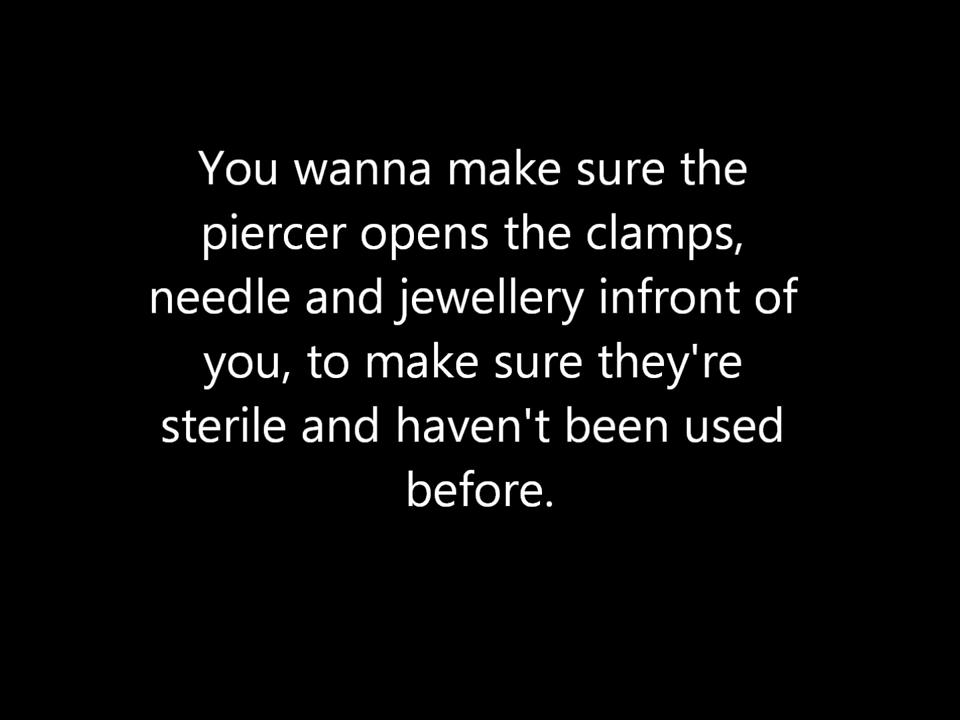 You wanna make sure the
piercer opens the clamps,
needle and jewellery infront of
you, to make sure they're
sterile and haven't been used
before.